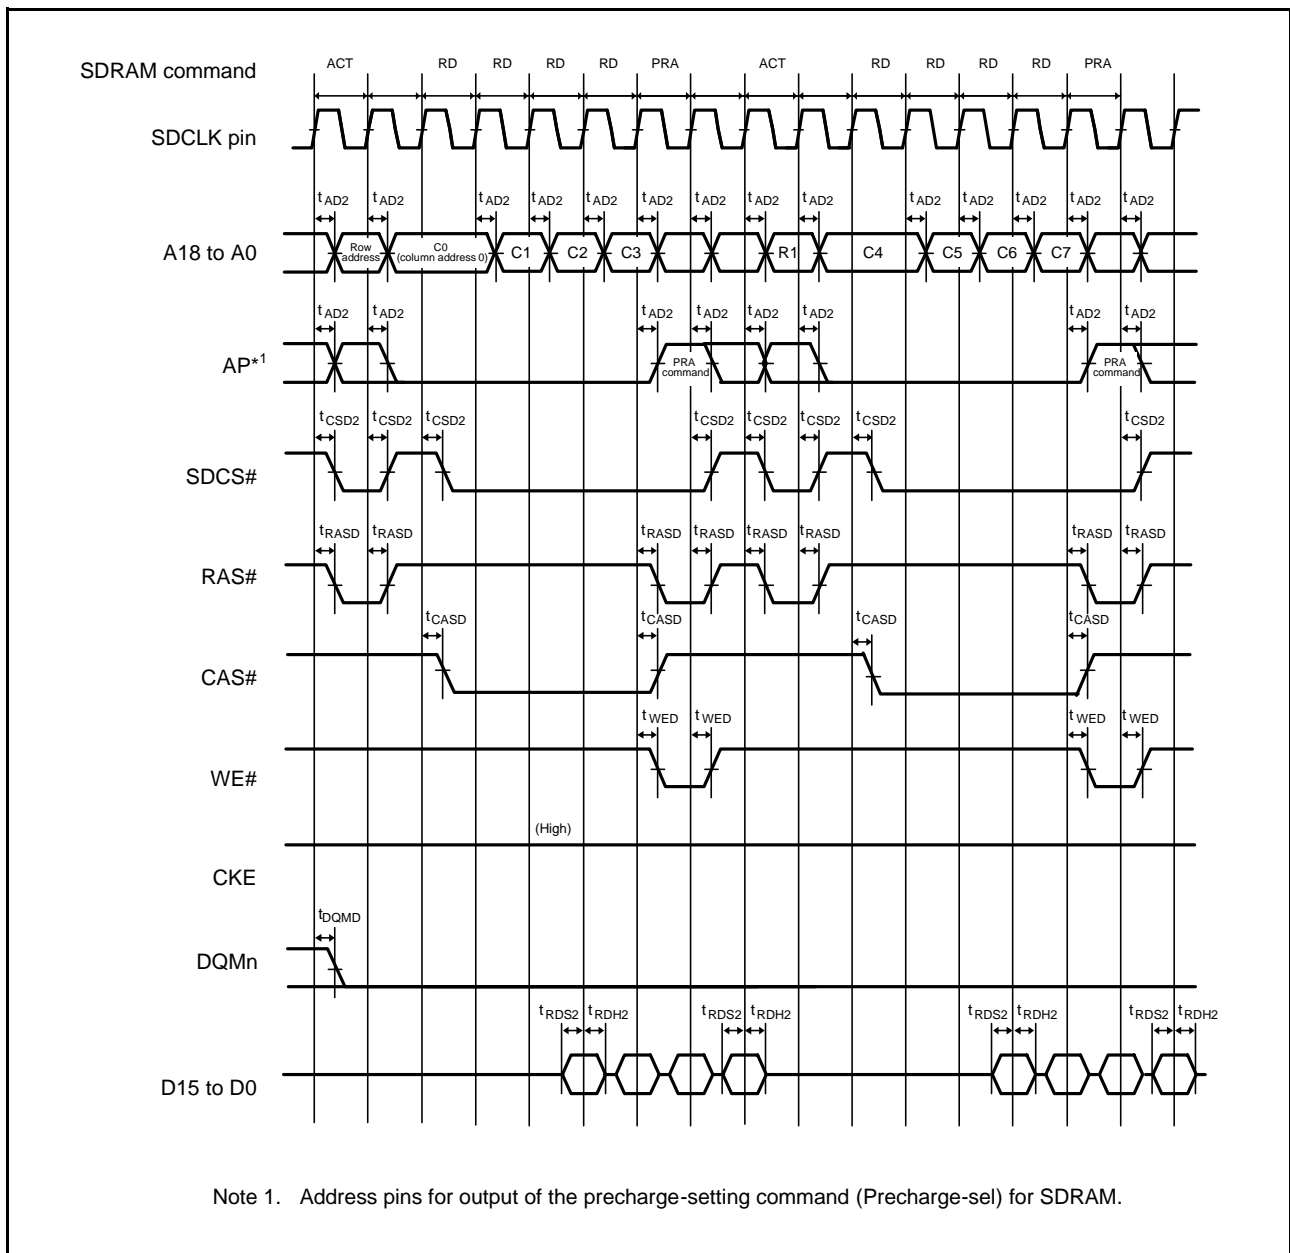 SDRAM command
ACT RD RD RD RD PRA ACT RD RD RD RD PRA
SDCLK pin
tAD2 tAD2 tAD2 tAD2 tAD2 tAD2 tAD2 tAD2 tAD2 tAD2 tAD2 tAD2 tAD2 tAD2
A18 to A0
Row address
C0 (column address 0)
C1 C2 C3 R1 C4 C5 C6 C7
tAD2 tAD2 tAD2 tAD2 tAD2 tAD2 tAD2 tAD2
AP*1
PRA command
PRA command
tCSD2 tCSD2 tCSD2 tCSD2 tCSD2 tCSD2 tCSD2 tCSD2
SDCS#
tRASD tRASD tRASD tRASD tRASD tRASD tRASD tRASD
RAS#
tCASD tCASD tCASD tCASD
CAS#
tWED tWED tWED tWED
WE#
(High)
CKE
tDQMD
DQMn
tRDS2 tRDH2 tRDS2 tRDH2 tRDS2 tRDH2 tRDS2 tRDH2
D15 to D0
Note 1. Address pins for output of the precharge-setting command (Precharge-sel) for SDRAM.